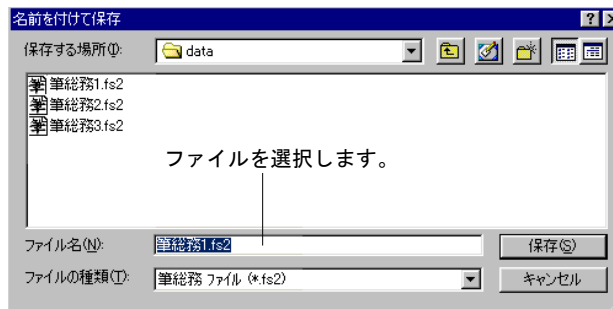 名前を付けて保存
保存する場所(I):
data
筆総務1.fs2
筆総務2.fs2
筆総務3.fs2
ファイルを選択します。
ファイル名(N):
筆総務1.fs2
保存(S)
ファイルの種類(T):
筆総務 ファイル (*.fs2)
キャンセル